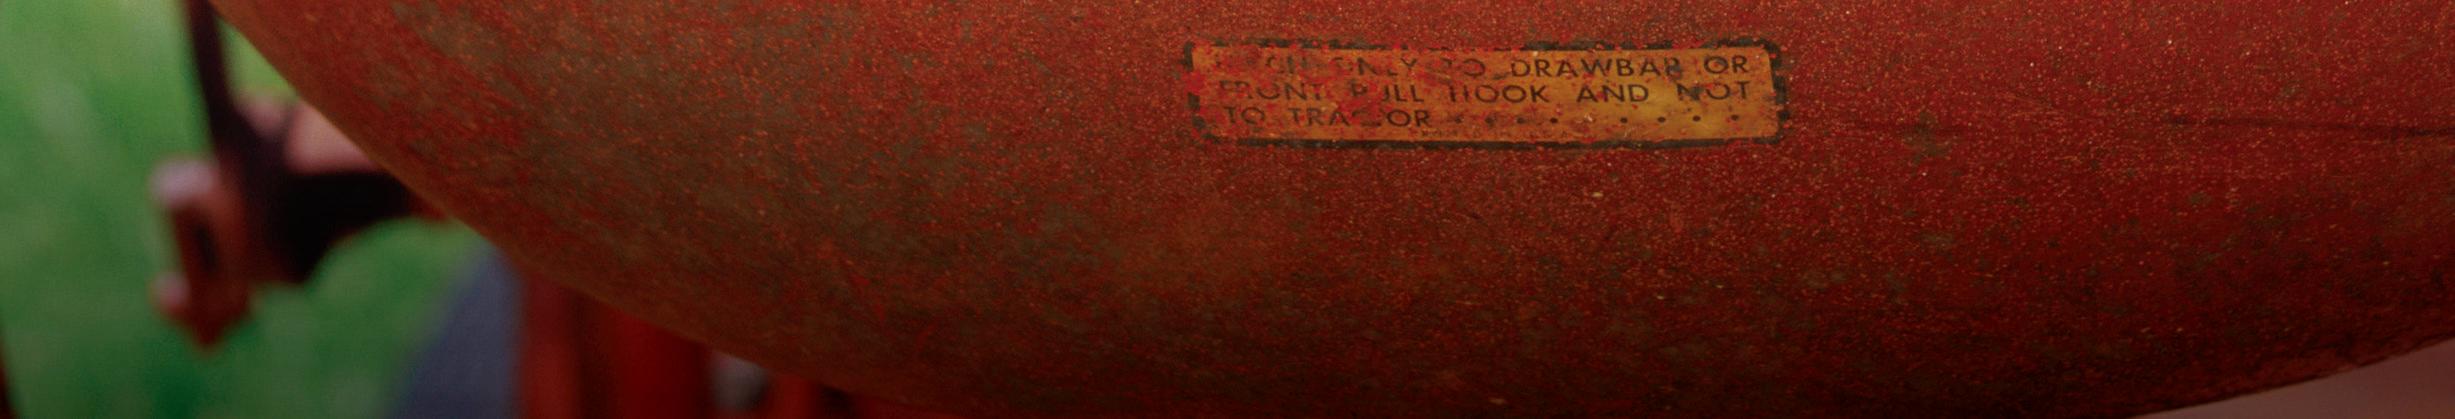 ONLY TO DRAWBAR OR
FRONT PULL HOOK AND NOT
TO TRACTOR . . . . . . . . .